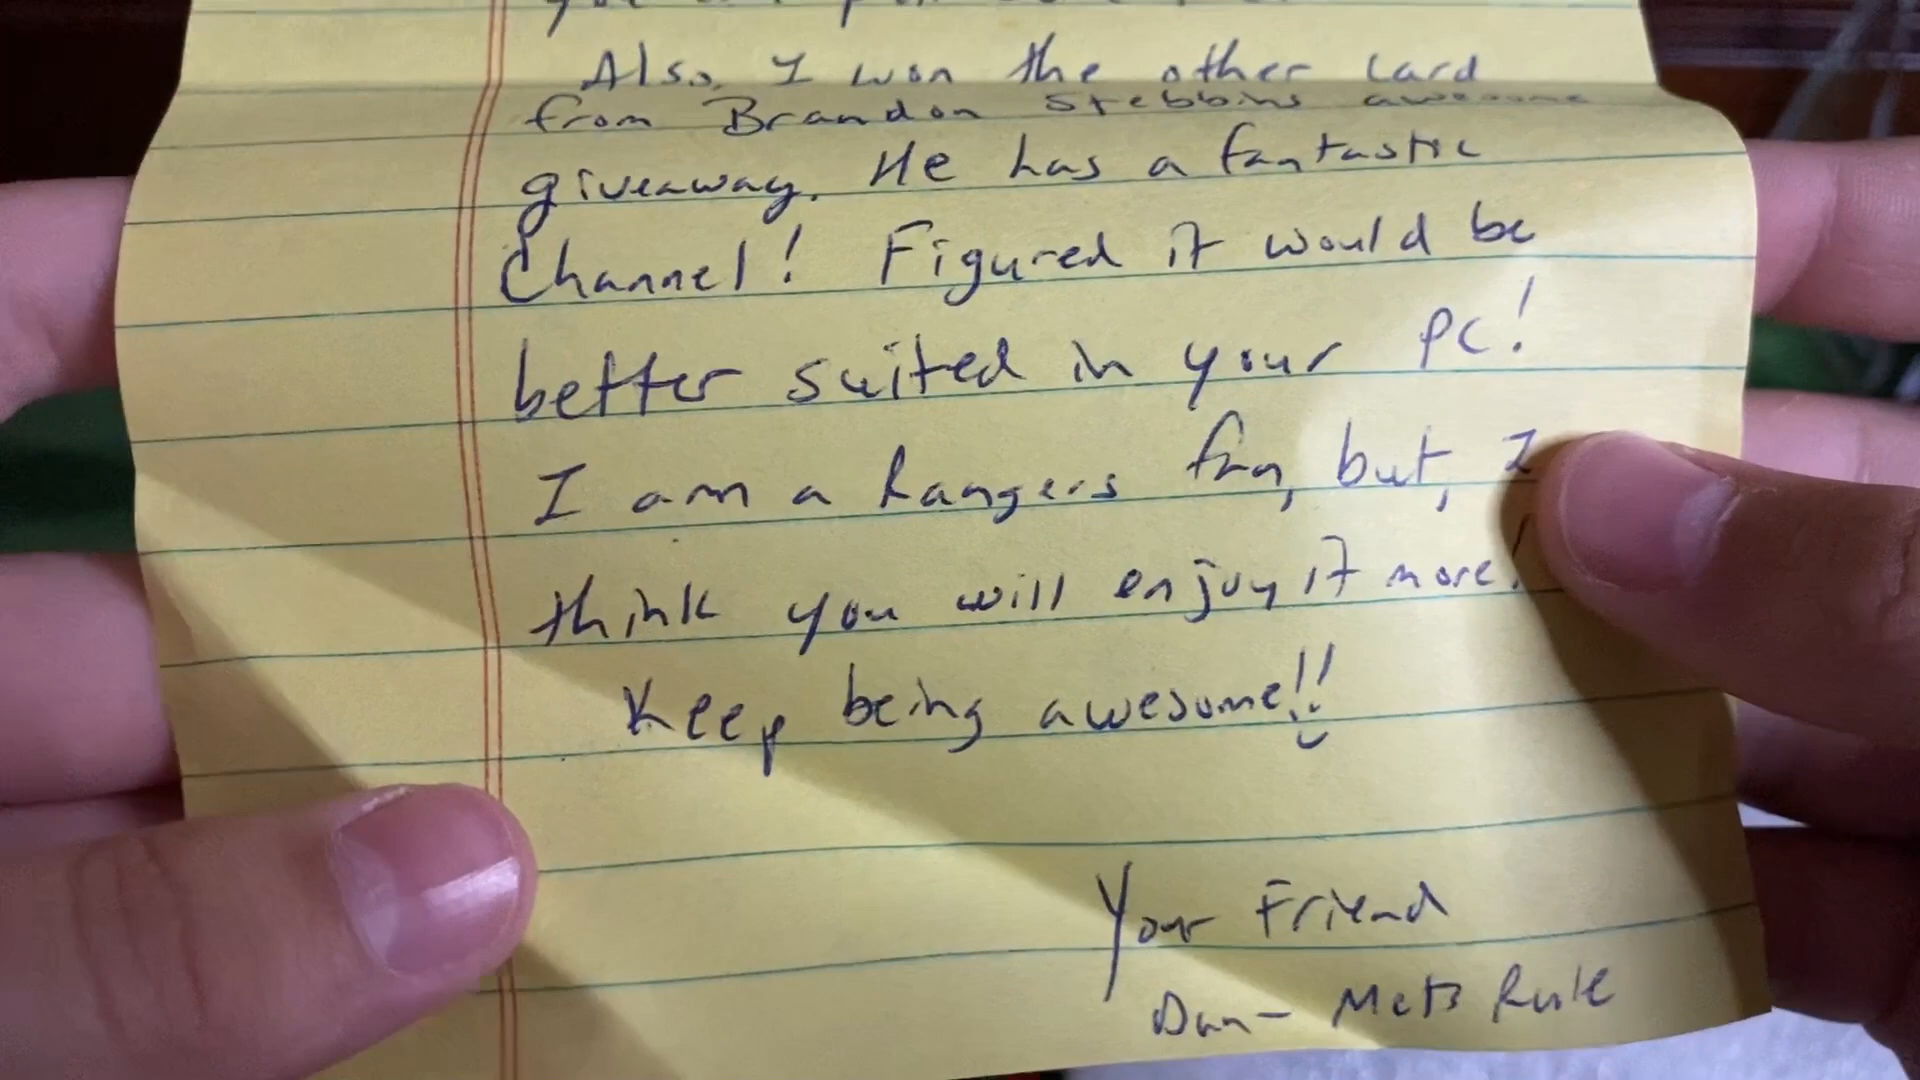 Also, I won the other card
from Brandon Stebbins awesome
giveaway. He has a fantastic
Channel! Figured it would be
better suited in your PC!
I am a Rangers fan, but, I
think you will enjoy it more!
Keep being awesome!!
Your Friend
Dan- Mets Rule